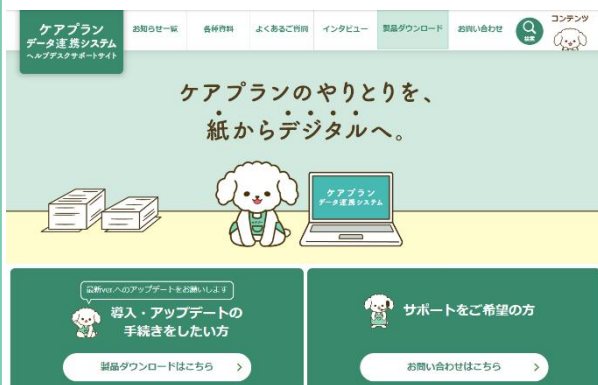 ケアプラン
データ連携システム
ヘルプデスクサポートサイト
お知らせ一覧
各種資料
よくあるご質問
インタビュー
製品ダウンロード
お問い合わせ
検索
コンテンツ
ケアプランのやりとりを、
紙からデジタルへ。
ケアプラン
データ連携システム
最新ver.へのアップデートをお願いします
導入・アップデートの
手続きをしたい方
製品ダウンロードはこちら
サポートをご希望の方
お問い合わせはこちら